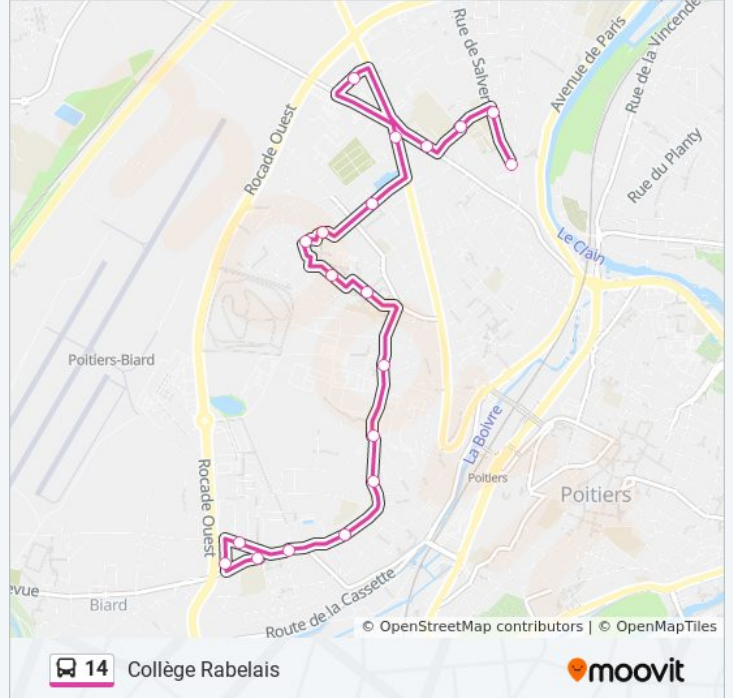 Rue de Salver
Avenue de Paris
Rue de la Vincende
Rocade Ouest
Rue du Planty
Le Clain
Poitiers-Biard
La Boivre
Poitiers
Poitiers
Rocade Ouest
evue
Biard
Route de la Cassette
© OpenStreetMap contributors | © OpenMapTiles
14 Collège Rabelais
moovit